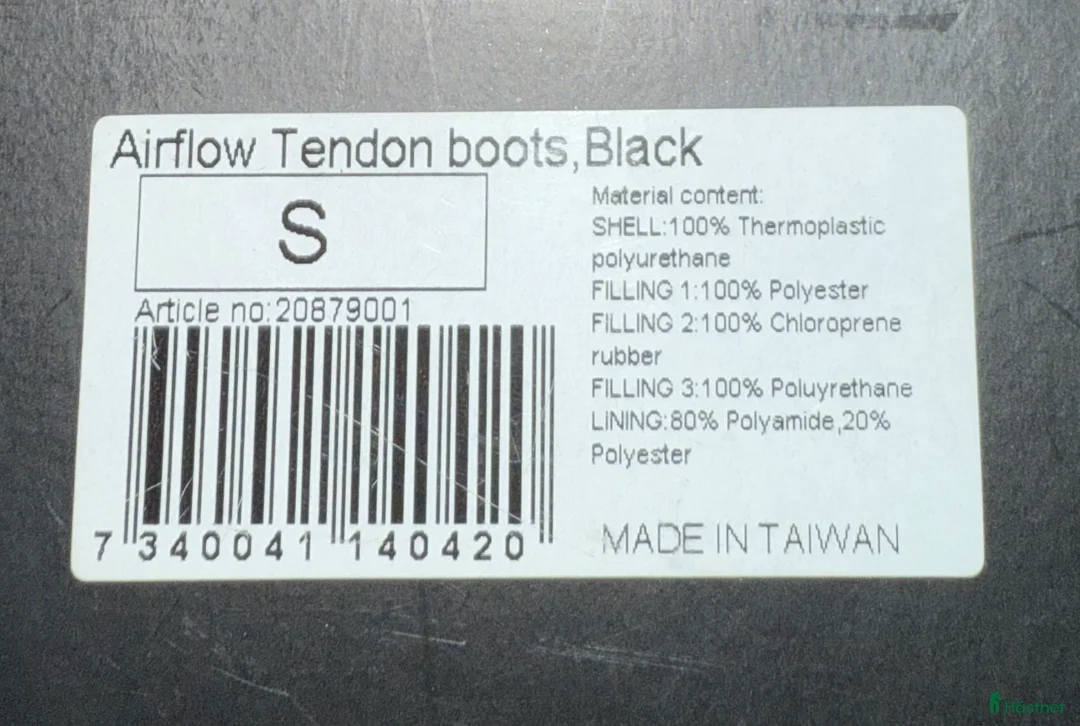 Airflow Tendon boots,Black
S
Article no:20879001
7 340041 140420
Material content:
SHELL:100% Thermoplastic
polyurethane
FILLING 1:100% Polyester
FILLING 2:100% Chloroprene
rubber
FILLING 3:100% Poluyrethane
LINING:80% Polyamide,20%
Polyester
MADE IN TAIWAN